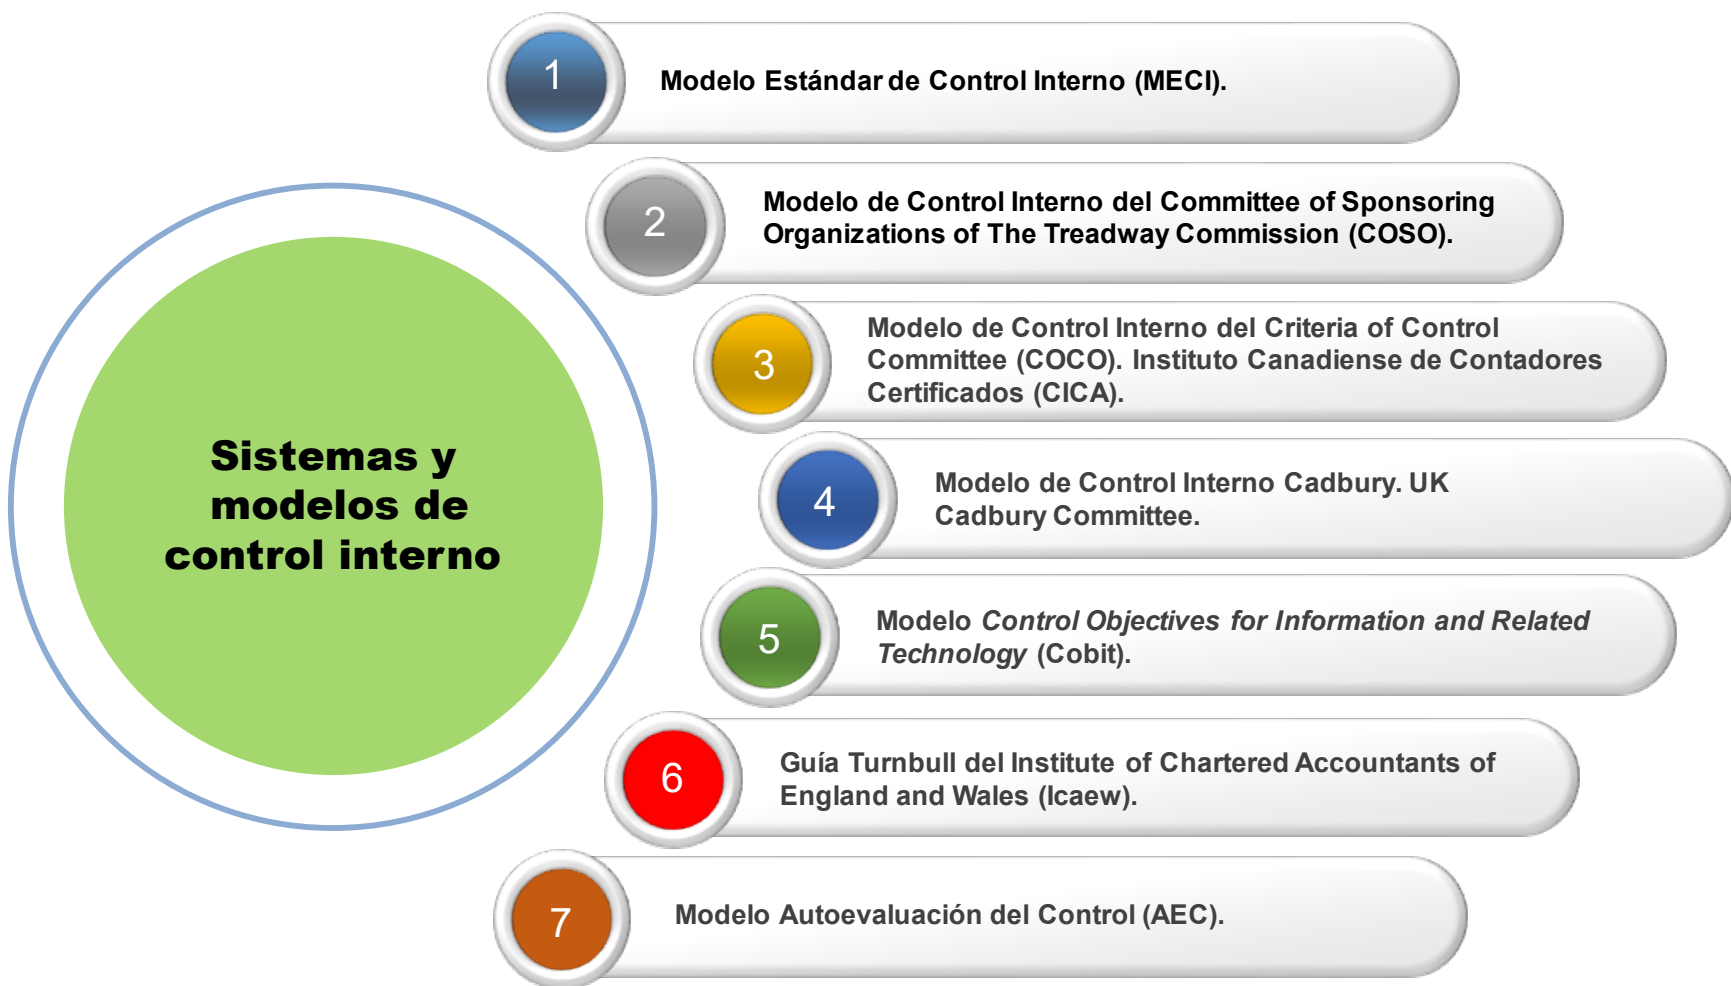 Sistemas y
modelos de
control interno
1
Modelo Estándar de Control Interno (MECI).
2
Modelo de Control Interno del Committee of Sponsoring
Organizations of The Treadway Commission (COSO).
3
Modelo de Control Interno del Criteria of Control
Committee (COCO). Instituto Canadiense de Contadores
Certificados (CICA).
4
Modelo de Control Interno Cadbury. UK
Cadbury Committee.
5
Modelo Control Objectives for Information and Related
Technology (Cobit).
6
Guía Turnbull del Institute of Chartered Accountants of
England and Wales (Icaew).
7
Modelo Autoevaluación del Control (AEC).